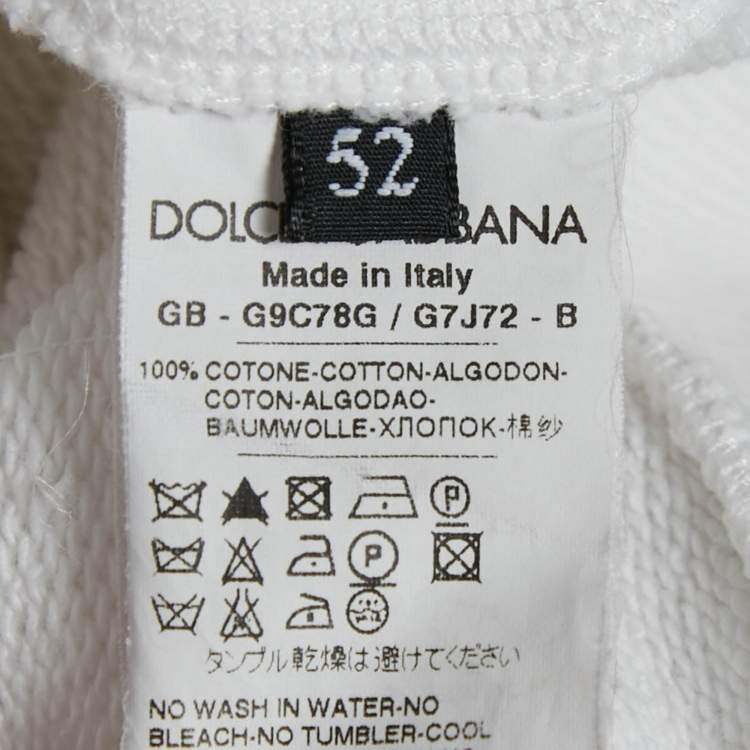 52
DOLC BANA
Made in Italy
GB - G9C78G / G7J72 - B
100% COTONE-COTTON-ALGODON-
COTON-ALGODAO-
BAUMWOLLE-ХЛОПОК-棉纱
P
P
タンブル乾燥は避けてください
NO WASH IN WATER-NO
BLEACH-NO TUMBLER-COOL